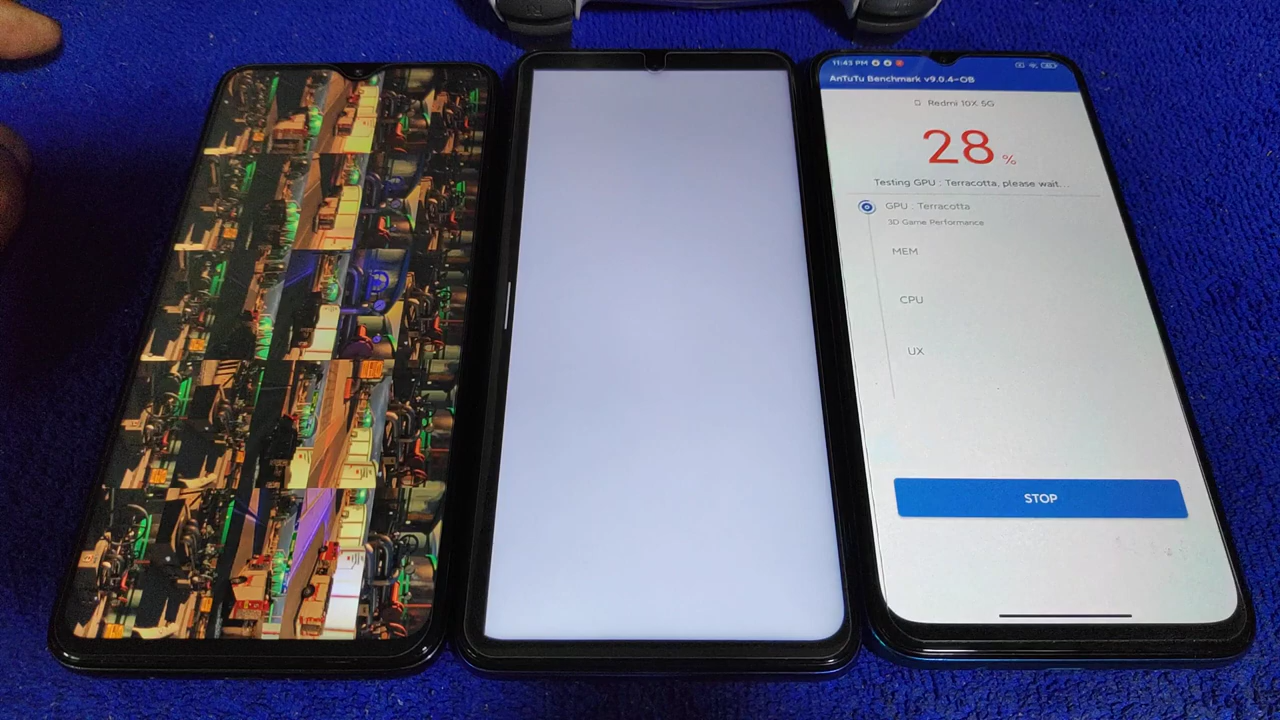 11:43 PM
AnTuTu Benchmark v9.0.4-OB
Redmi 10X 5G
28%
Testing GPU : Terracotta, please wait...
GPU : Terracotta
3D Game Performance
MEM
CPU
UX
STOP